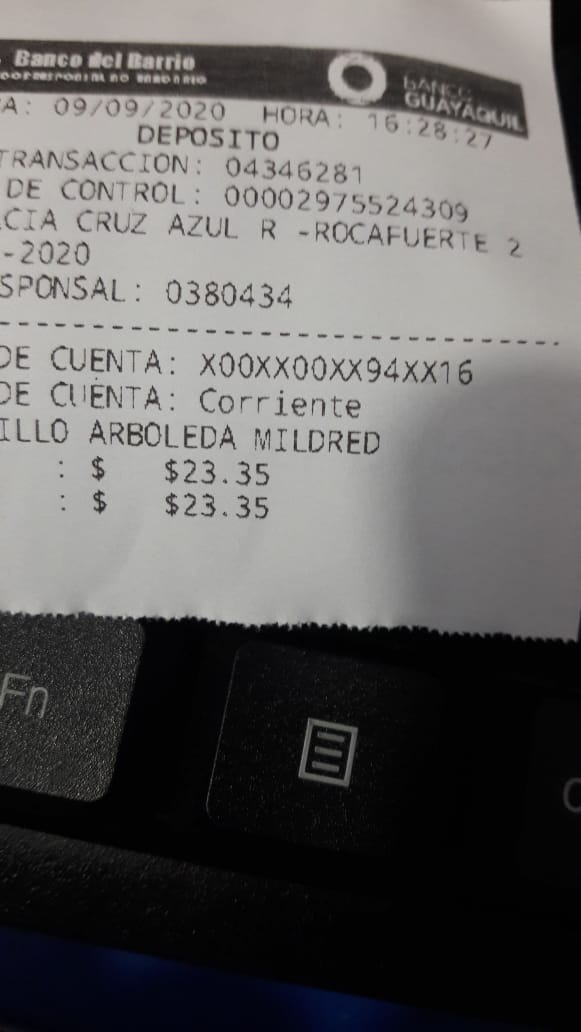 Banco del Barrio
BANCO
GUAYAQUIL
A: 09/09/2020 HORA: 16:28:27
DEPOSITO
TRANSACCION: 04346281
DE CONTROL: 00002975524309
CIA CRUZ AZUL R -ROCAFUERTE 2
-2020
SPONSAL: 0380434
DE CUENTA: X00XX00XX94XX16
DE CUENTA: Corriente
ILLO ARBOLEDA MILDRED
: $ $23.35
: $ $23.35
Fn